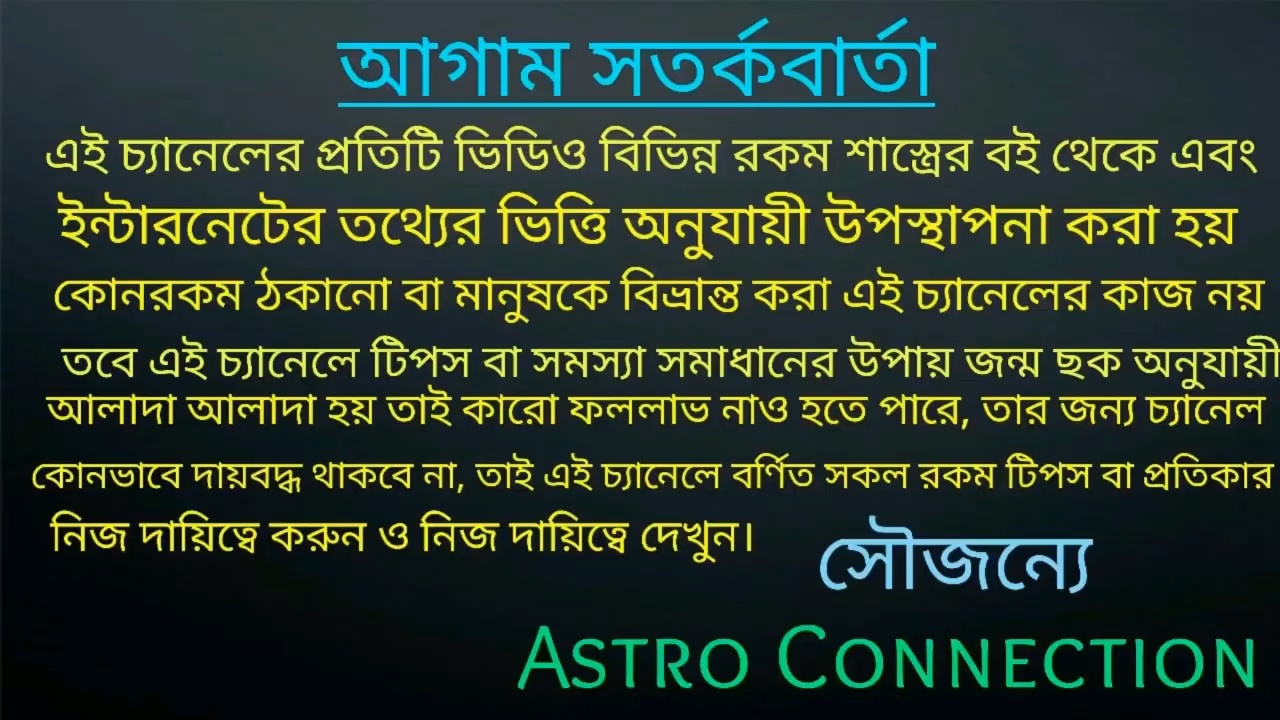 আগাম সতর্কবার্তা
এই চ্যানেলের প্রতিটি ভিডিও বিভিন্ন রকম শাস্ত্রের বই থেকে এবং
ইন্টারনেটের তথ্যের ভিত্তি অনুযায়ী উপস্থাপনা করা হয়
কোনরকম ঠকানো বা মানুষকে বিভ্রান্ত করা এই চ্যানেলের কাজ নয়
তবে এই চ্যানেলে টিপস বা সমস্যা সমাধানের উপায় জন্ম ছক অনুযায়ী
আলাদা আলাদা হয় তাই কারো ফললাভ নাও হতে পারে, তার জন্য চ্যানেল
কোনভাবে দায়বদ্ধ থাকবে না, তাই এই চ্যানেলে বর্ণিত সকল রকম টিপস বা প্রতিকার
নিজ দায়িত্বে করুন ও নিজ দায়িত্বে দেখুন।
সৌজন্যে
ASTRO CONNECTION